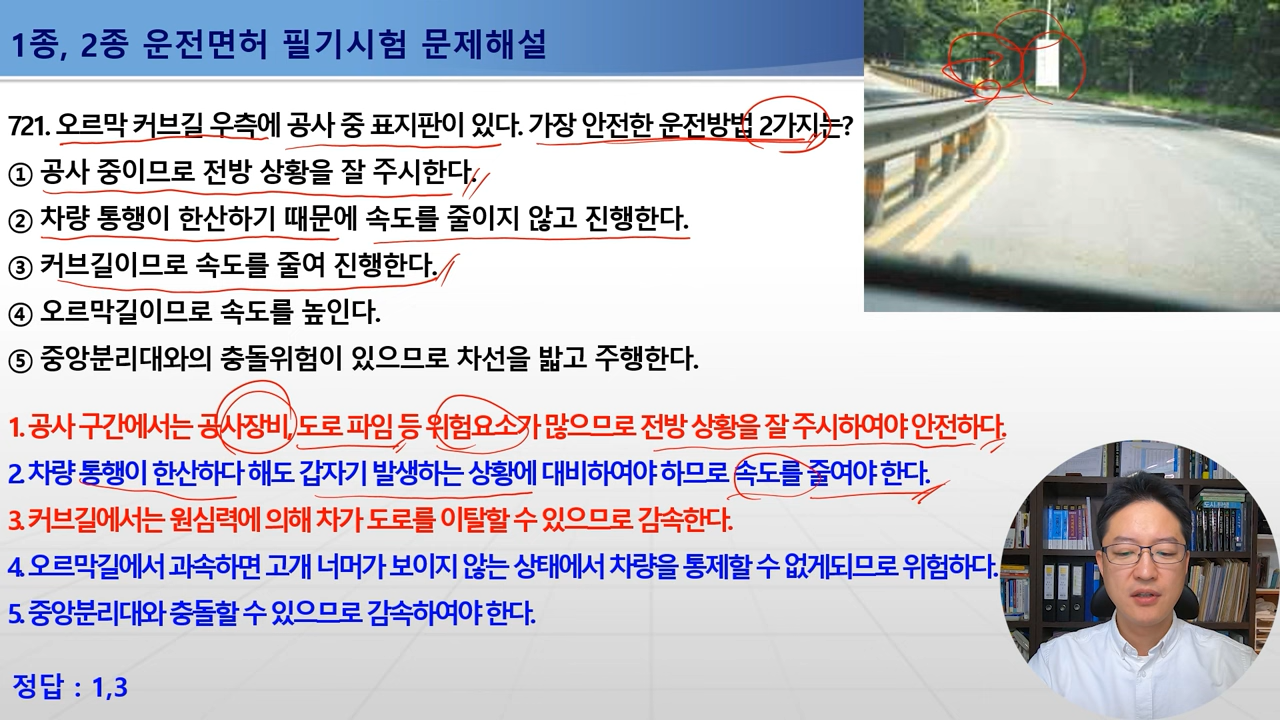 1종, 2종 운전면허 필기시험 문제해설
721. 오르막 커브길 우측에 공사 중 표지판이 있다. 가장 안전한 운전방법 2가지는?
① 공사 중이므로 전방 상황을 잘 주시한다.
② 차량 통행이 한산하기 때문에 속도를 줄이지 않고 진행한다.
③ 커브길이므로 속도를 줄여 진행한다.
④ 오르막길이므로 속도를 높인다.
⑤ 중앙분리대와의 충돌위험이 있으므로 차선을 밟고 주행한다.
1. 공사 구간에서는 공사장비, 도로 파임 등 위험요소가 많으므로 전방 상황을 잘 주시하여야 안전하다.
2. 차량 통행이 한산하다 해도 갑자기 발생하는 상황에 대비하여야 하므로 속도를 줄여야 한다.
3. 커브길에서는 원심력에 의해 차가 도로를 이탈할 수 있으므로 감속한다.
4. 오르막길에서 과속하면 고개 너머가 보이지 않는 상태에서 차량을 통제할 수 없게되므로 위험하다.
5. 중앙분리대와 충돌할 수 있으므로 감속하여야 한다.
정답 : 1,3